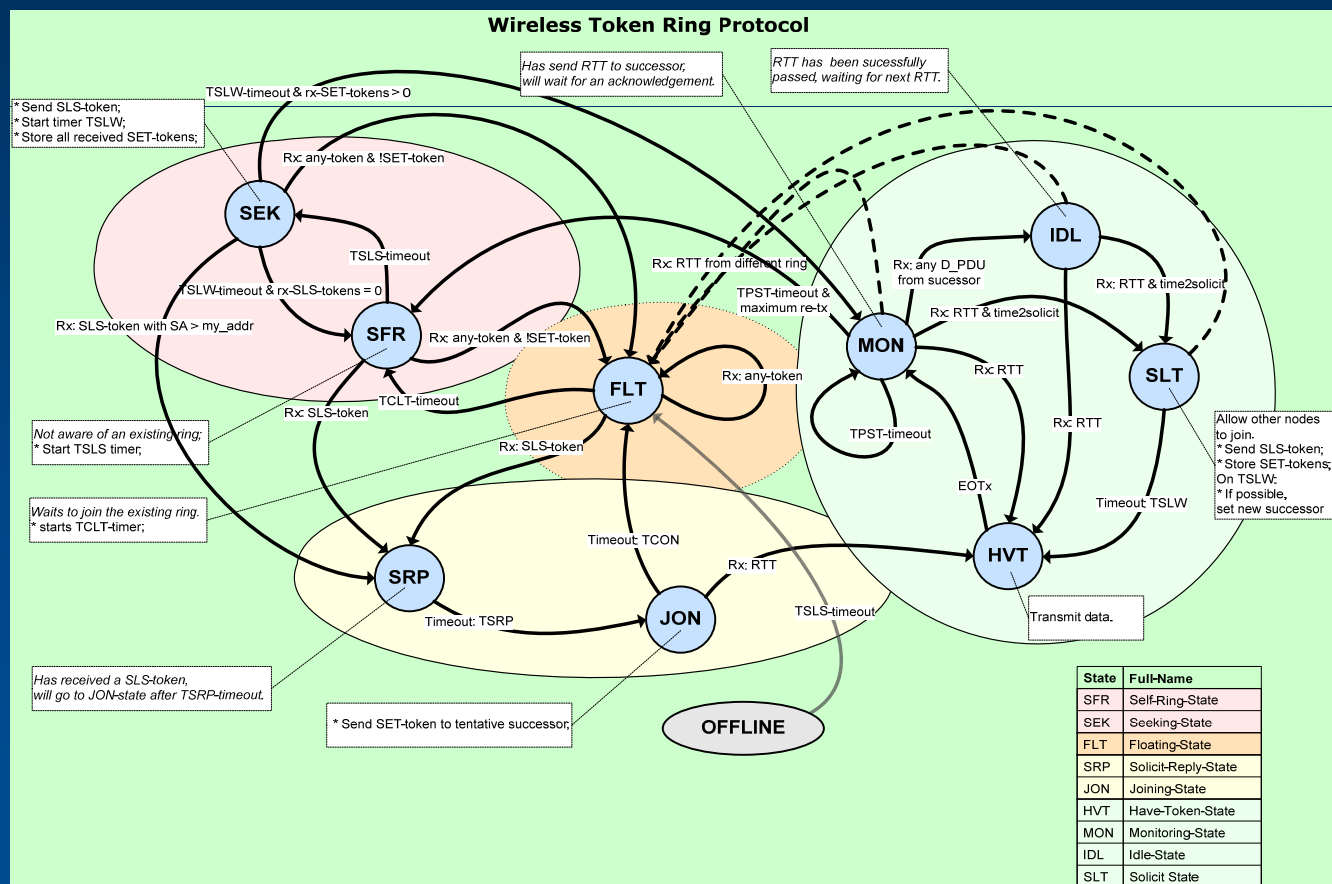 Wireless Token Ring Protocol
Has send RTT to successor,
will wait for an acknowledgement.
RTT has been sucessfully
passed, waiting for next RTT.
TSLW-timeout & rx-SET-tokens > 0
* Send SLS-token;
* Start timer TSLW;
* Store all received SET-tokens;
Rx: any-token & !SET-token
SEK
IDL
TSLS-timeout
Rx: RTT from different ring
Rx: any D_PDU
from sucessor
Rx: RTT & time2solicit
TSLW-timeout & rx-SLS-tokens = 0
TPST-timeout &
maximum re-tx
Rx: RTT & time2solicit
Rx: SLS-token with SA > my_addr
SFR
Rx: any-token & !SET-token
MON
Rx: RTT
SLT
FLT
Rx: any-token
TCLT-timeout
Rx: SLS-token
Rx: RTT
TPST-timeout
Not aware of an existing ring;
* Start TSLS timer;
Rx: SLS-token
Allow other nodes
to join.
* Send SLS-token;
* Store SET-tokens;
On TSLW:
* If possible,
set new successor
EOTx
Timeout: TSLW
Waits to join the existing ring.
* starts TCLT-timer;
Timeout: TCON
HVT
SRP
Rx: RTT
TSLS-timeout
Timeout: TSRP
JON
Transmit data.
Has received a SLS-token,
will go to JON-state after TSRP-timeout.
* Send SET-token to tentative successor;
OFFLINE
State Full-Name
SFR Self-Ring-State
SEK Seeking-State
FLT Floating-State
SRP Solicit-Reply-State
JON Joining-State
HVT Have-Token-State
MON Monitoring-State
IDL Idle-State
SLT Solicit State